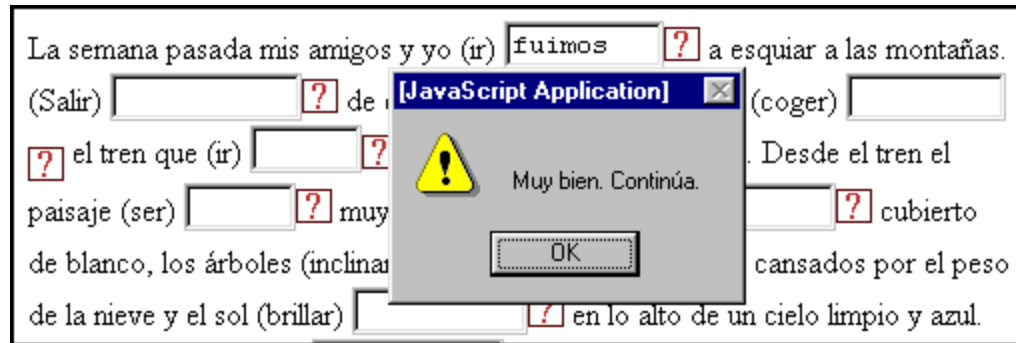 La semana pasada mis amigos y yo (ir) fuimos ? a esquiar a las montañas.
(Salir) ? de (coger)
? el tren que (ir) ? . Desde el tren el
paisaje (ser) ? muy ? cubierto
de blanco, los árboles (inclinar cansados por el peso
de la nieve y el sol (brillar) ? en lo alto de un cielo limpio y azul.
[JavaScript Application]
Muy bien. Continúa.
OK